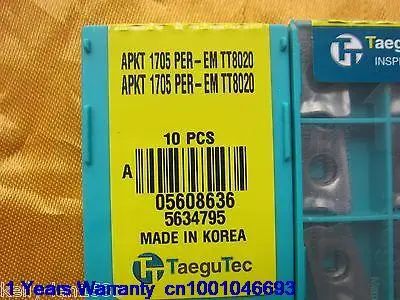 APKT 1705 PER-EM TT8020
APKT 1705 PER-EM TT8020
10 PCS
A
05608636
5634795
MADE IN KOREA
TaeguTec
Taegu
INSP
1 Years Warranty cn1001046693